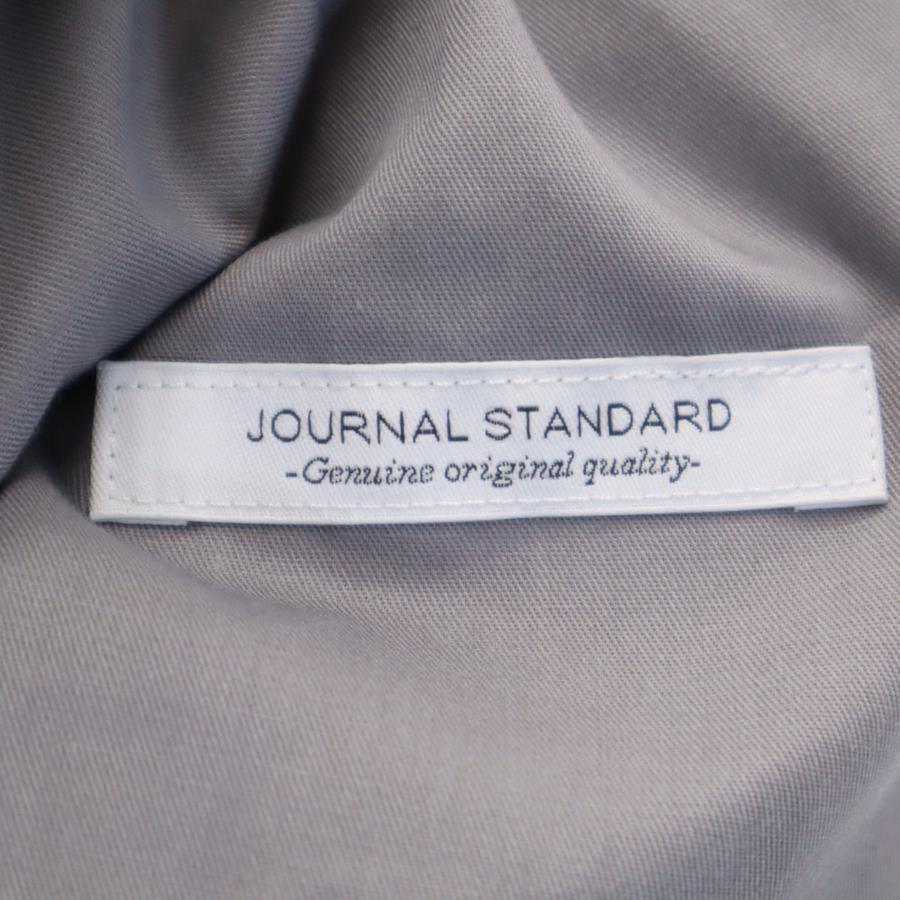 JOURNAL STANDARD
-Genuine original quality-